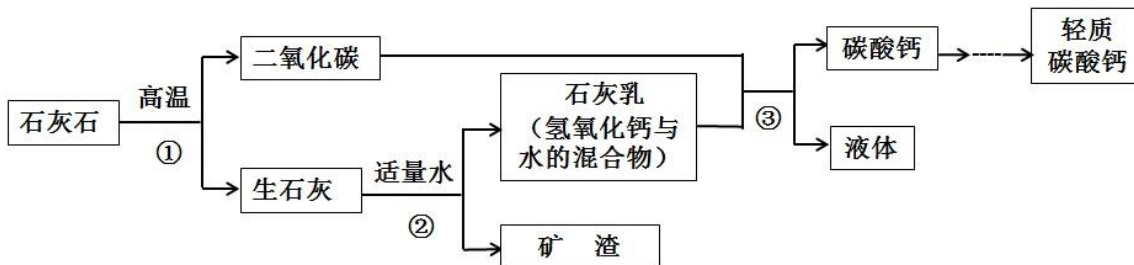 石灰石
高温
①
二氧化碳
生石灰
适量水
②
石灰乳
（氢氧化钙与
水的混合物）
矿 渣
③
碳酸钙
液体
轻质
碳酸钙